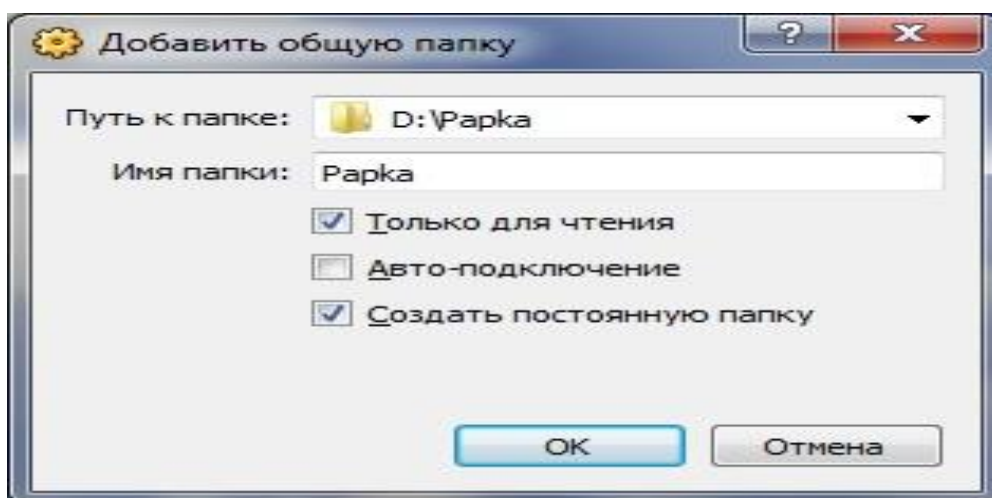 Добавить общую папку
?
Путь к папке: D:\Papka
Имя папки: Papka
Только для чтения
Авто-подключение
Создать постоянную папку
OK Отмена